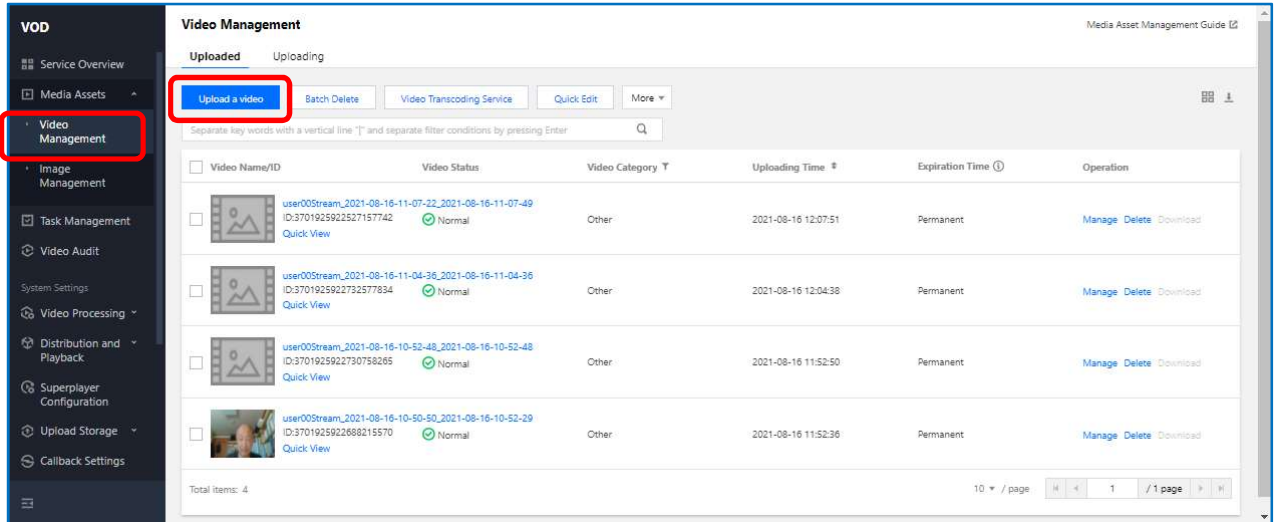 VOD
Service Overview
Media Assets
Video
Management
Image
Management
Task Management
Video Audit
System Settings
Video Processing
Distribution and
Playback
Superplayer
Configuration
Upload Storage
Callback Settings
Video Management
Media Asset Management Guide
Uploaded Uploading
Upload a video Batch Delete Video Transcoding Service Quick Edit More
Separate key words with a vertical line "|" and separate filter conditions by pressing Enter
Video Name/ID Video Status Video Category Uploading Time Expiration Time Operation
user00Stream_2021-08-16-11-07-22_2021-08-16-11-07-49
ID:3701925922527157742 Normal Other 2021-08-16 12:07:51 Permanent Manage Delete Download
Quick View
user00Stream_2021-08-16-11-04-36_2021-08-16-11-04-36
ID:3701925922732577834 Normal Other 2021-08-16 12:04:38 Permanent Manage Delete Download
Quick View
user00Stream_2021-08-16-10-52-48_2021-08-16-10-52-48
ID:3701925922730758265 Normal Other 2021-08-16 11:52:50 Permanent Manage Delete Download
Quick View
user00Stream_2021-08-16-10-50-50_2021-08-16-10-52-29
ID:3701925922688215570 Normal Other 2021-08-16 11:52:36 Permanent Manage Delete Download
Quick View
Total items: 4 10 / page 1 / 1 page